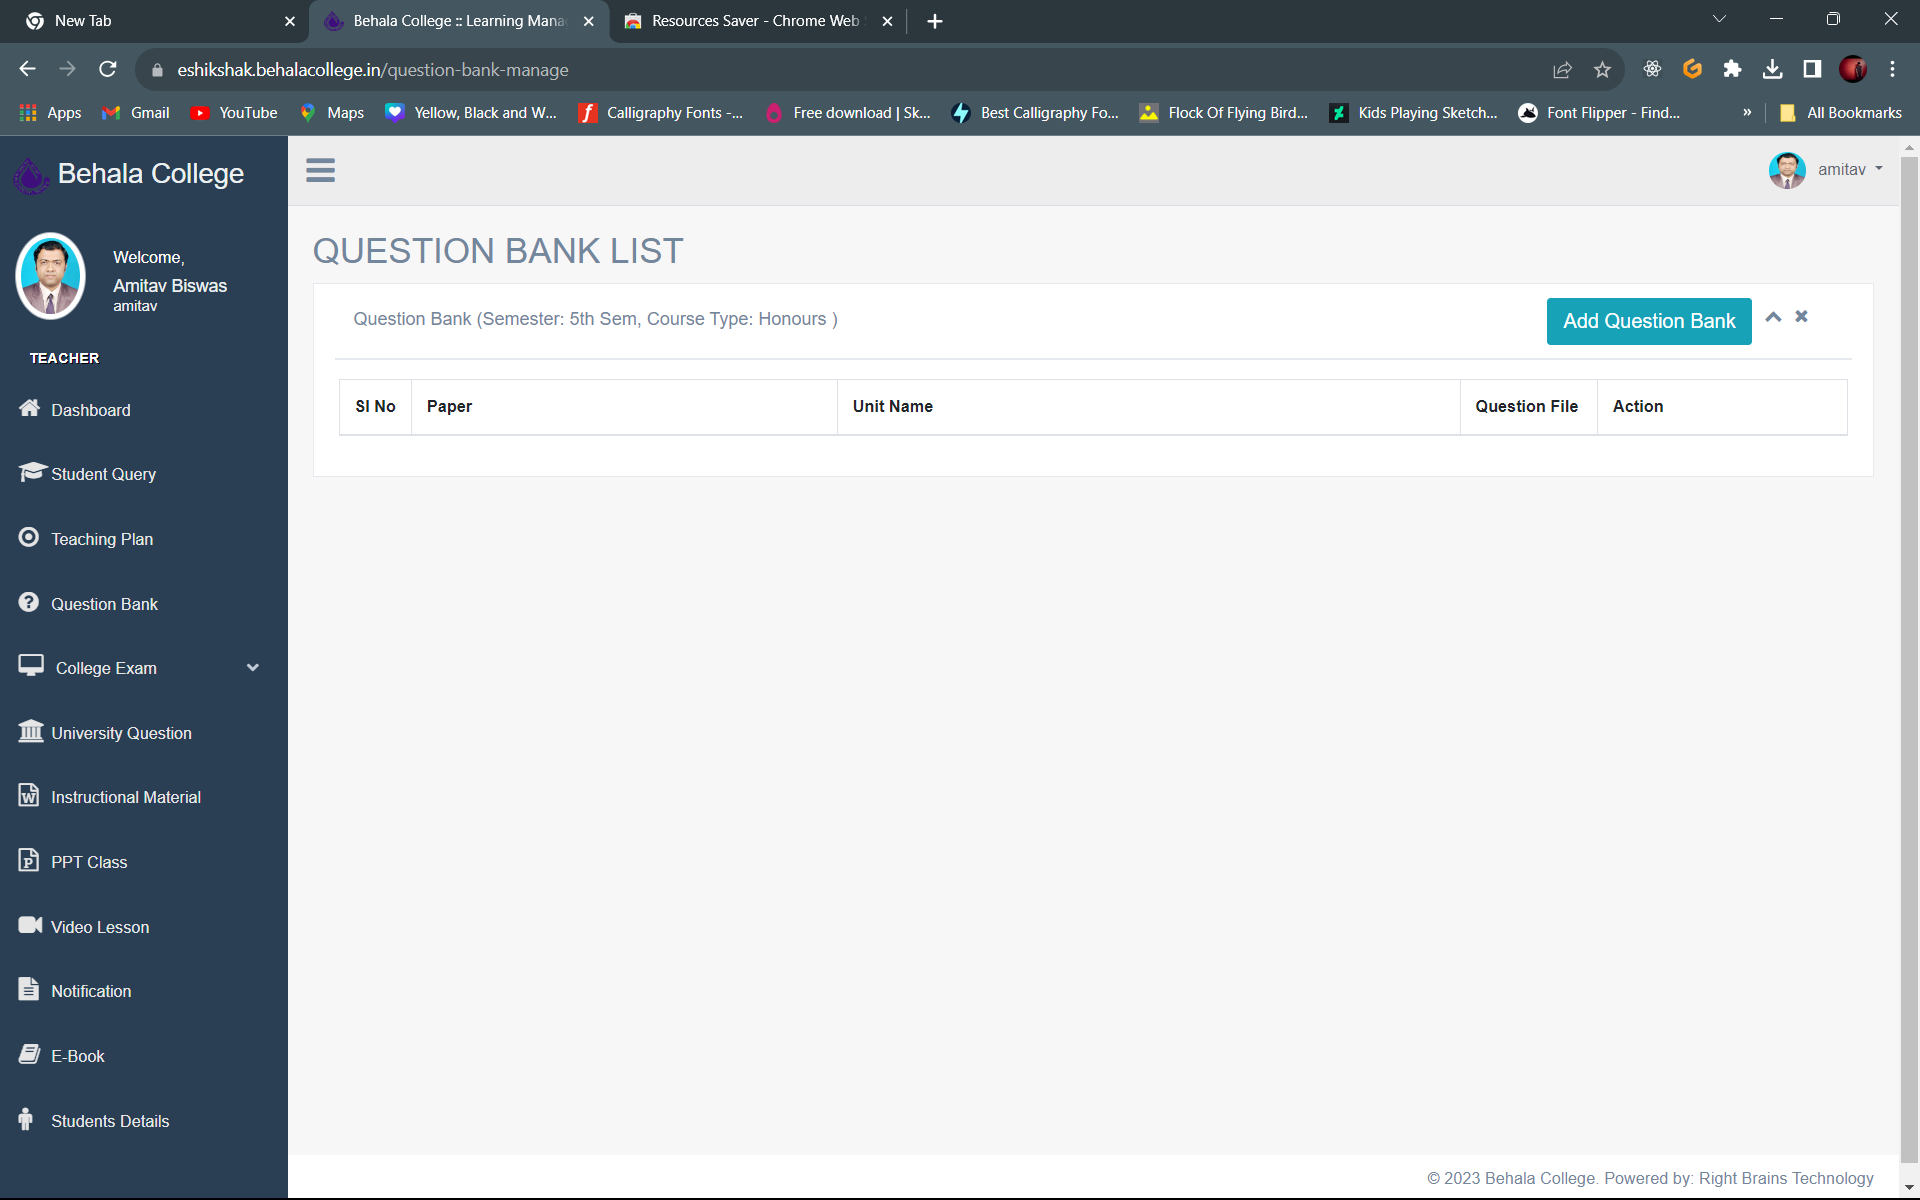 New Tab
Behala College :: Learning Mana
Resources Saver - Chrome Web
eshikshak.behalacollege.in/question-bank-manage
Apps
Gmail
YouTube
Maps
Yellow, Black and W...
Calligraphy Fonts -...
Free download | Sk...
Best Calligraphy Fo...
Flock Of Flying Bird...
Kids Playing Sketch...
Font Flipper - Find...
»
All Bookmarks
Behala College
Welcome,
Amitav Biswas
amitav
TEACHER
Dashboard
Student Query
Teaching Plan
Question Bank
College Exam
University Question
Instructional Material
PPT Class
Video Lesson
Notification
E-Book
Students Details
amitav
QUESTION BANK LIST
Question Bank (Semester: 5th Sem, Course Type: Honours )
Add Question Bank
Sl No
Paper
Unit Name
Question File
Action
© 2023 Behala College. Powered by: Right Brains Technology